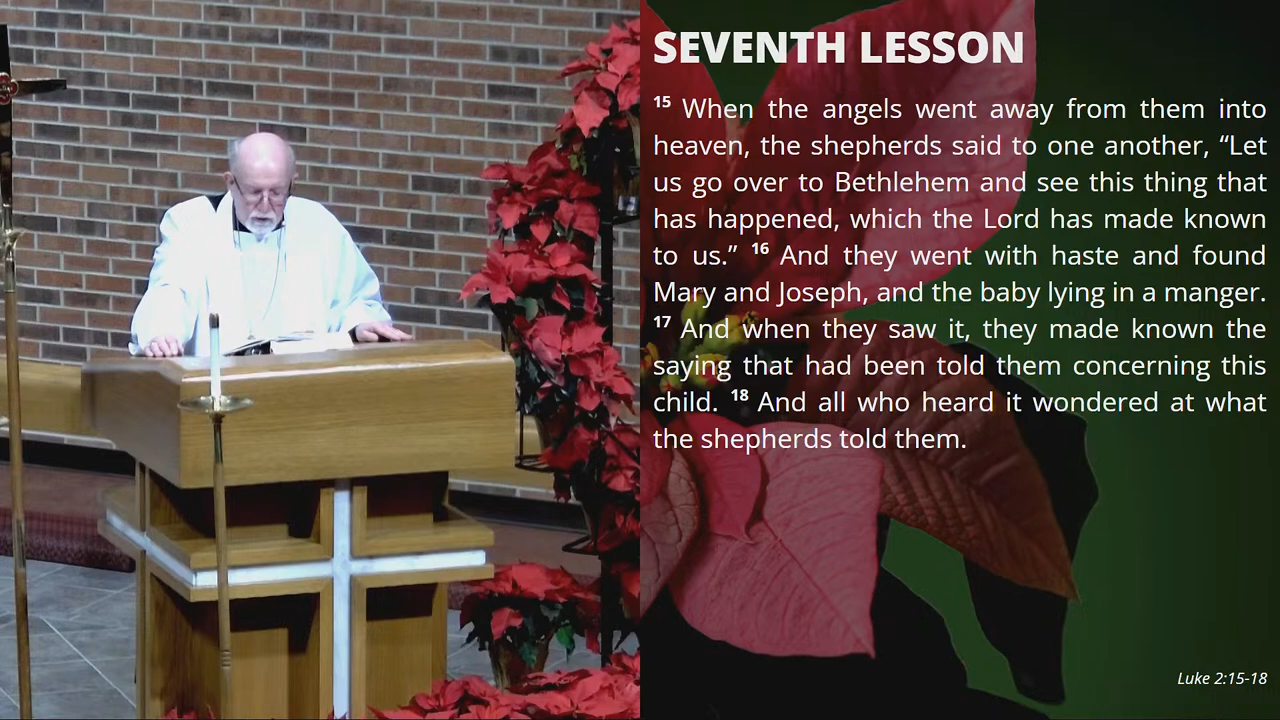 SEVENTH LESSON
15 When the angels went away from them into
heaven, the shepherds said to one another, “Let
us go over to Bethlehem and see this thing that
has happened, which the Lord has made known
to us.” 16 And they went with haste and found
Mary and Joseph, and the baby lying in a manger.
17 And when they saw it, they made known the
saying that had been told them concerning this
child. 18 And all who heard it wondered at what
the shepherds told them.
Luke 2:15-18